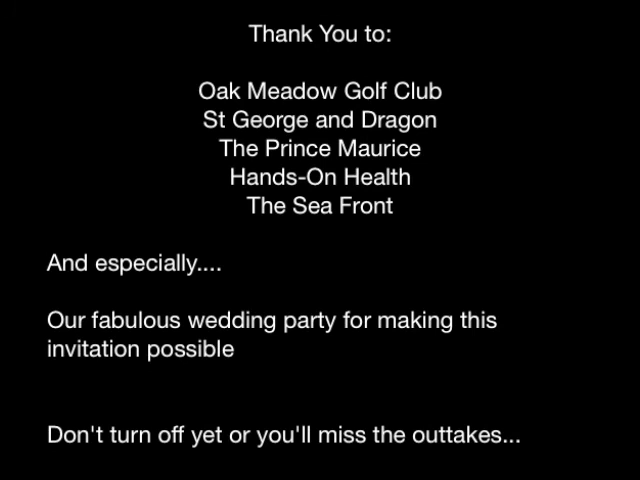 Thank You to:
Oak Meadow Golf Club
St George and Dragon
The Prince Maurice
Hands-On Health
The Sea Front
And especially....
Our fabulous wedding party for making this
invitation possible
Don't turn off yet or you'll miss the outtakes...